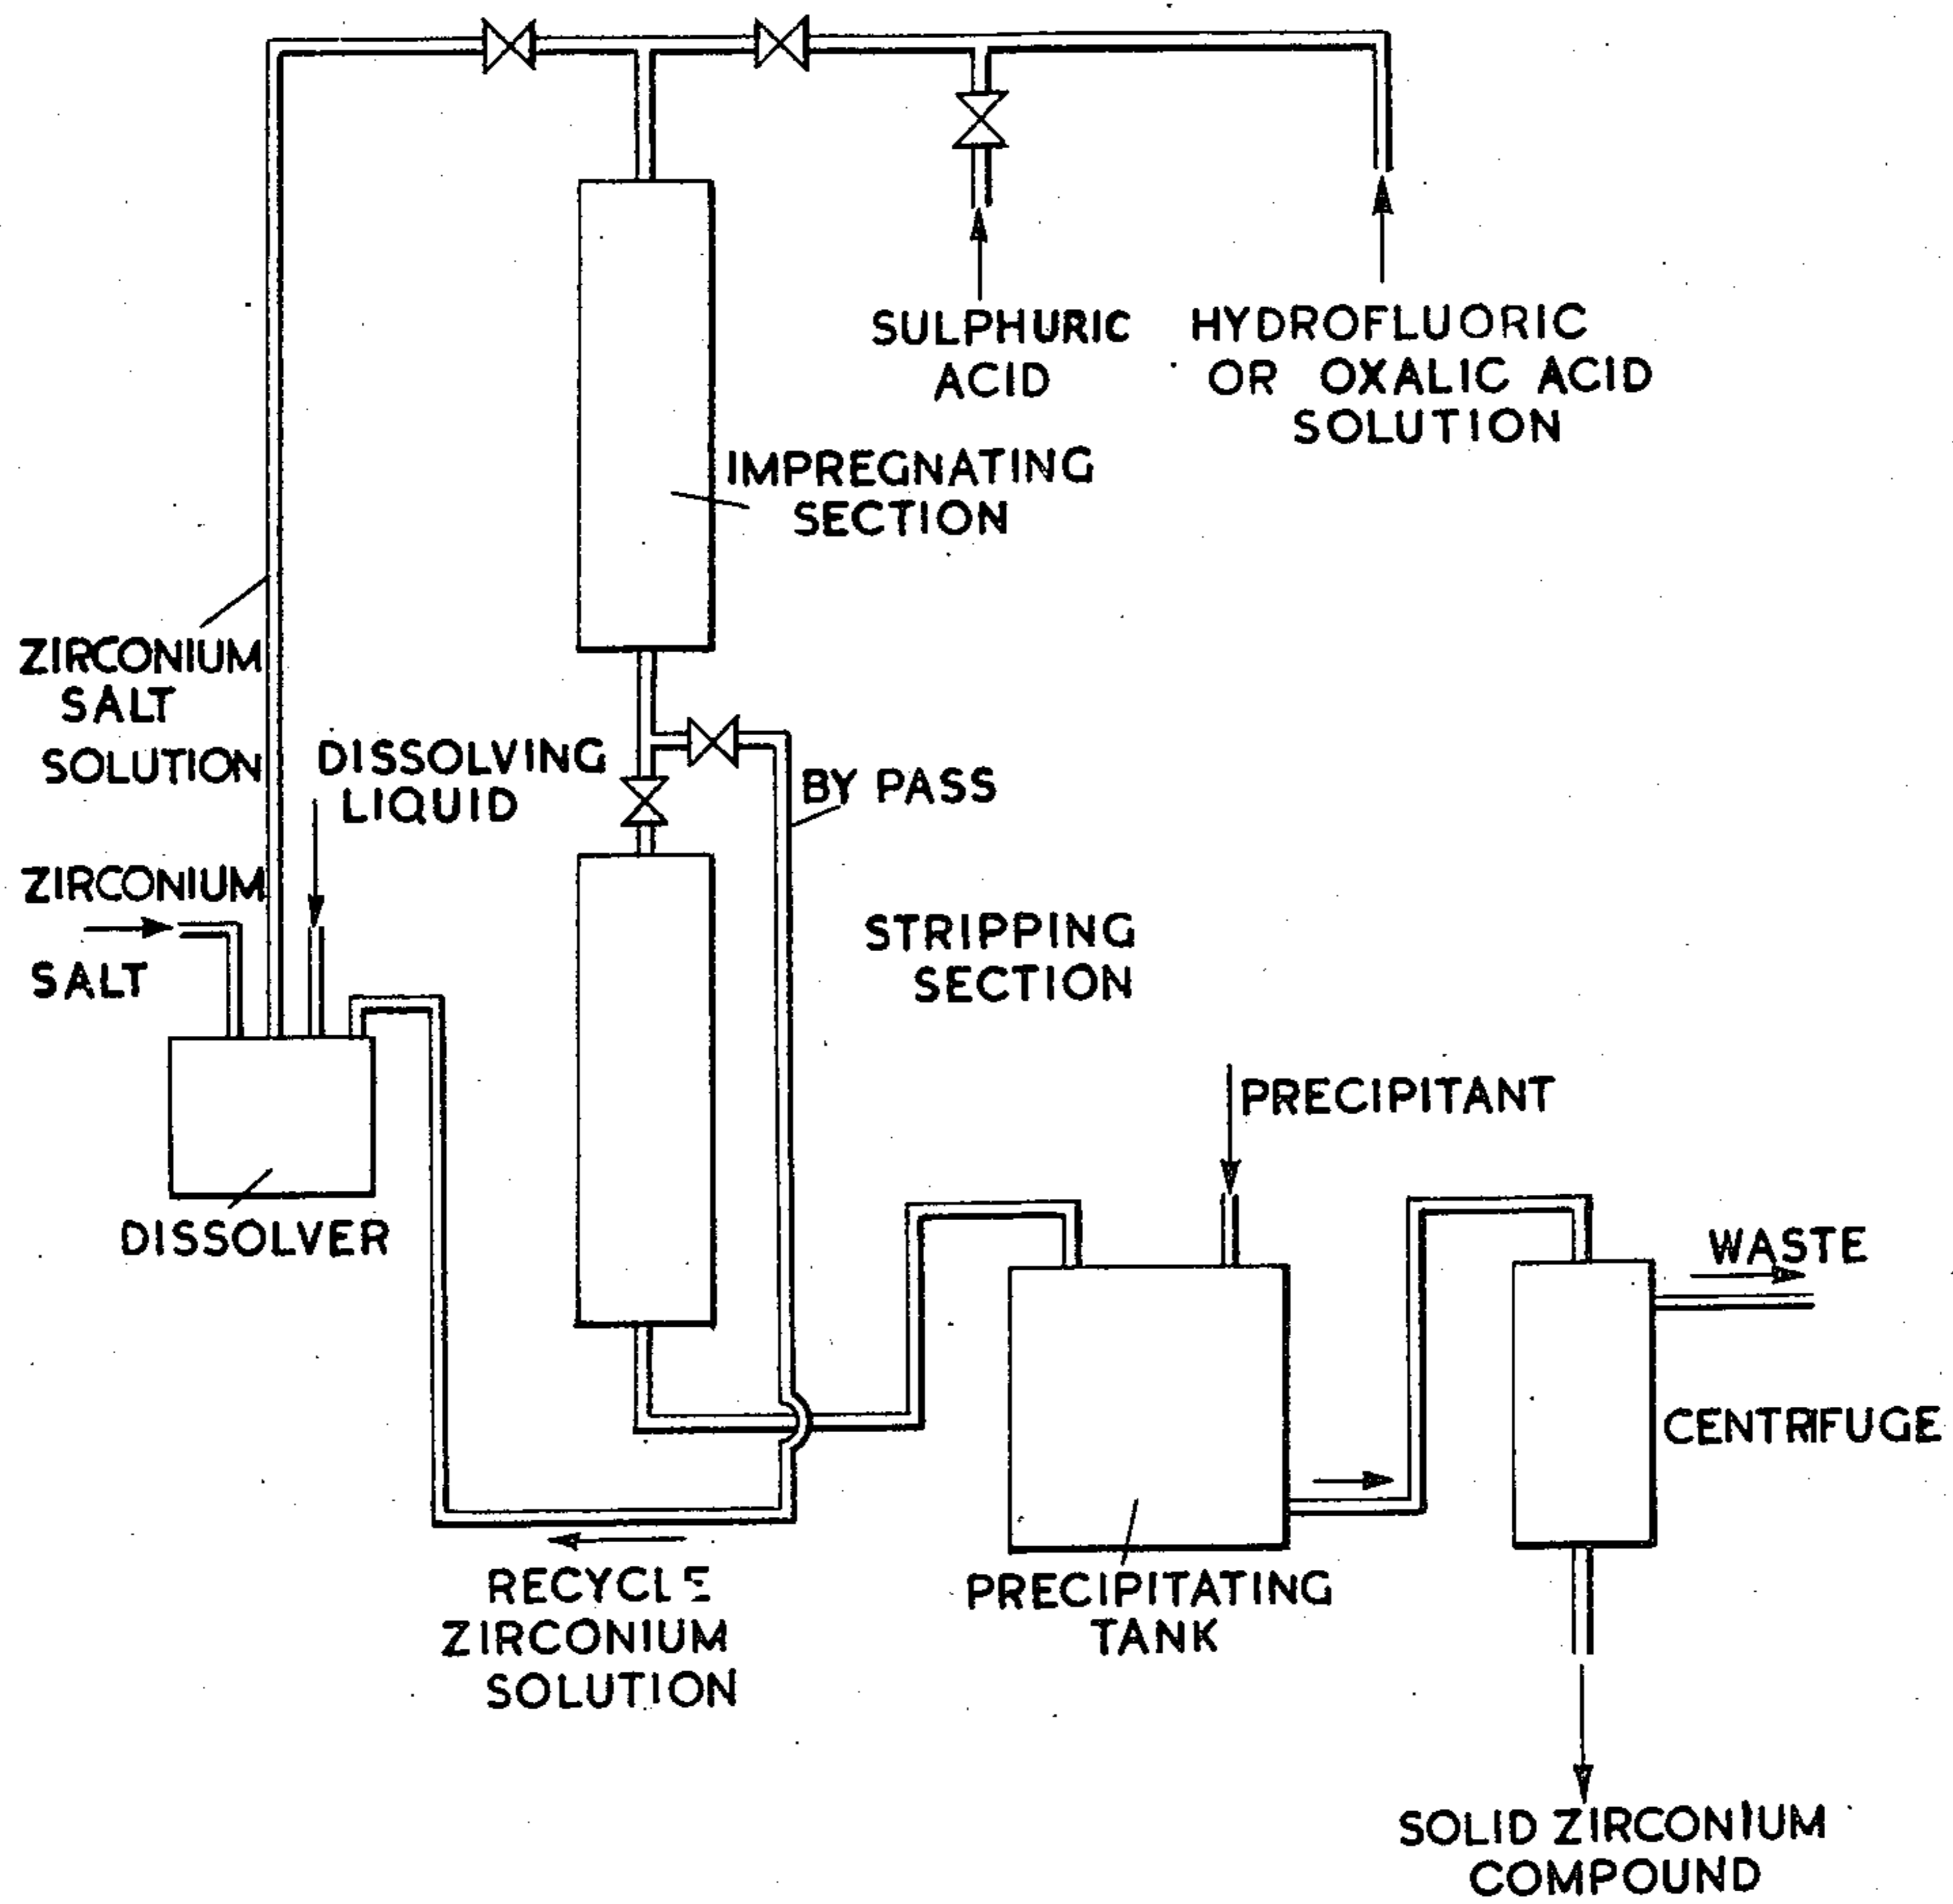 SULPHURIC
ACID
HYDROFLUORIC
OR OXALIC ACID
SOLUTION
IMPREGNATING
SECTION
ZIRCONIUM
SALT
SOLUTION
DISSOLVING
LIQUID
BY PASS
ZIRCONIUM
SALT
STRIPPING
SECTION
PRECIPITANT
DISSOLVER
WASTE
CENTRIFUGE
RECYCLE
ZIRCONIUM
SOLUTION
PRECIPITATING
TANK
SOLID ZIRCONIUM
COMPOUND